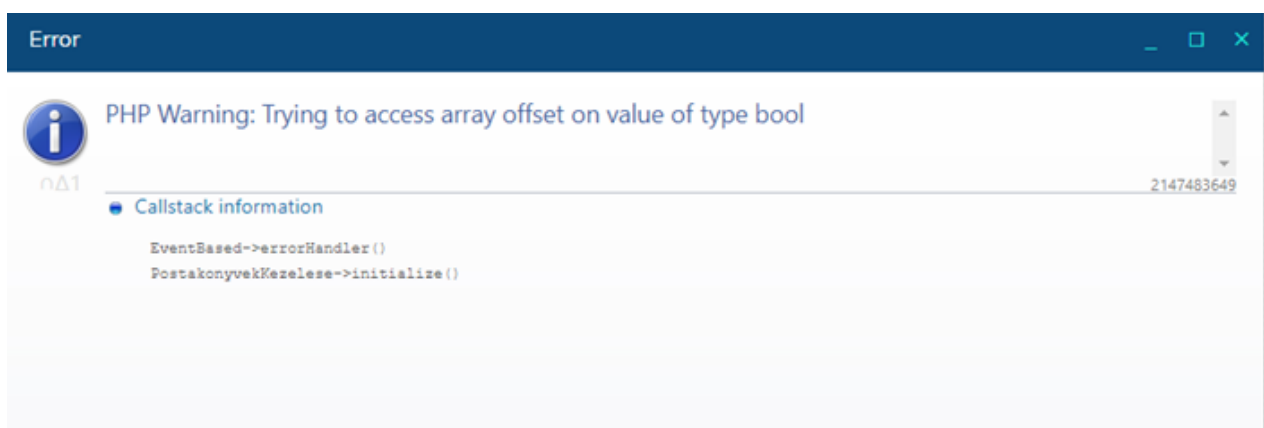 Error
PHP Warning: Trying to access array offset on value of type bool
2147483649
Callstack information
EventBased->errorHandler()
PostakonyvekKezelese->initialize()